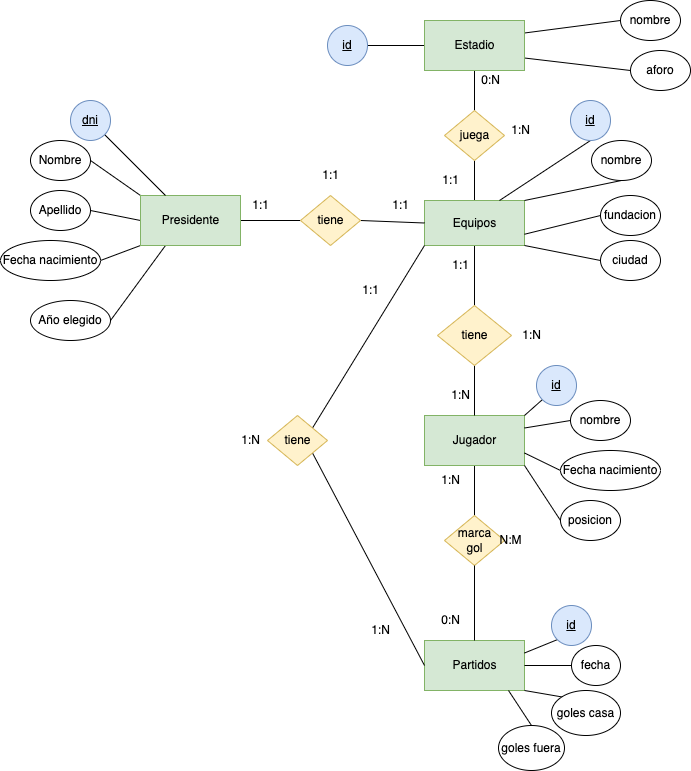 nombre
id
Estadio
aforo
0:N
dni
id
juega
1:N
Nombre
nombre
1:1
1:1
Apellido
1:1
1:1
Presidente
tiene
Equipos
fundacion
Fecha nacimiento
ciudad
1:1
1:1
Año elegido
tiene
1:N
id
1:N
nombre
1:N
tiene
Jugador
Fecha nacimiento
1:N
posicion
marca
gol
N:M
0:N
id
1:N
Partidos
fecha
goles casa
goles fuera